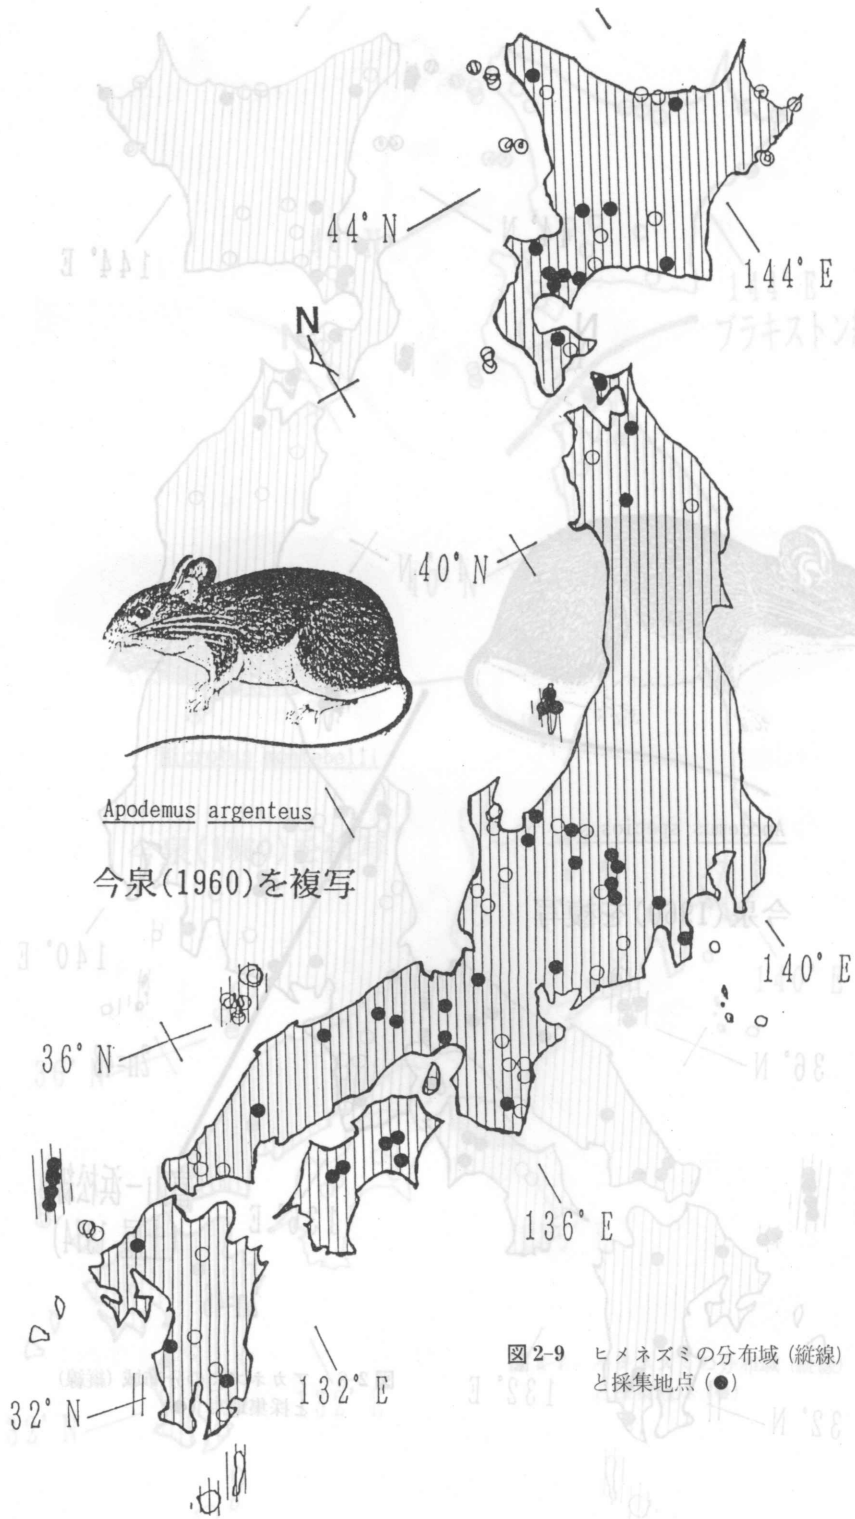 44° N
144° E
N
40° N
Apodemus argenteus
今泉(1960)を複写
140° E
36° N
136° E
図 2-9 ヒメネズミの分布域 (縦線)
と採集地点 (●)
132° E
32° N